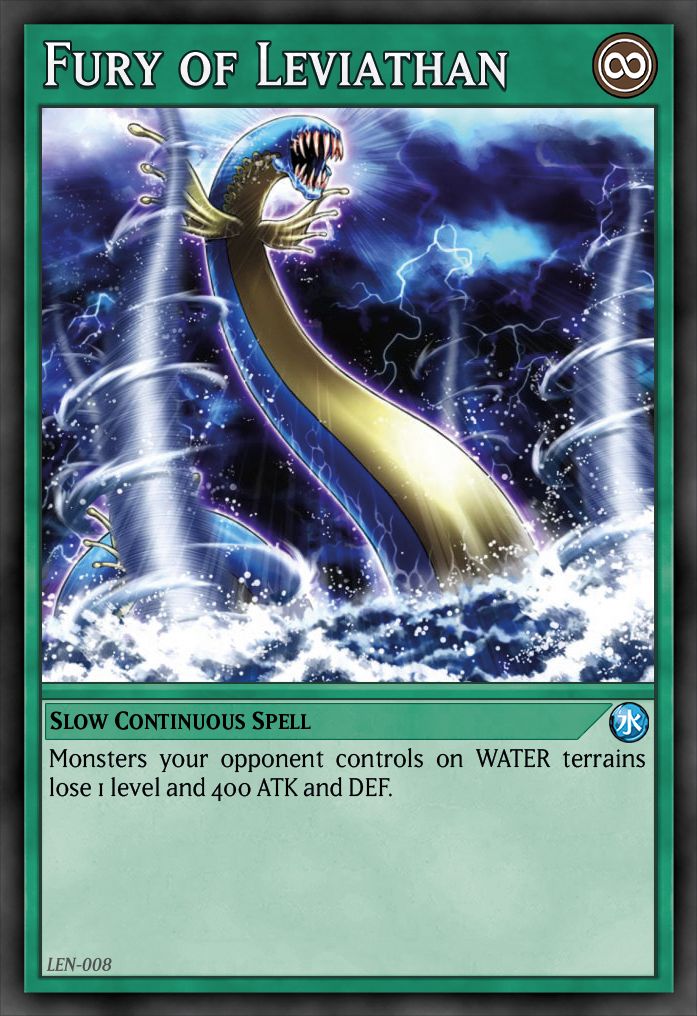 Fury of Leviathan
Slow Continuous Spell
水
Monsters your opponent controls on WATER terrains
lose 1 level and 400 ATK and DEF.
LEN-008